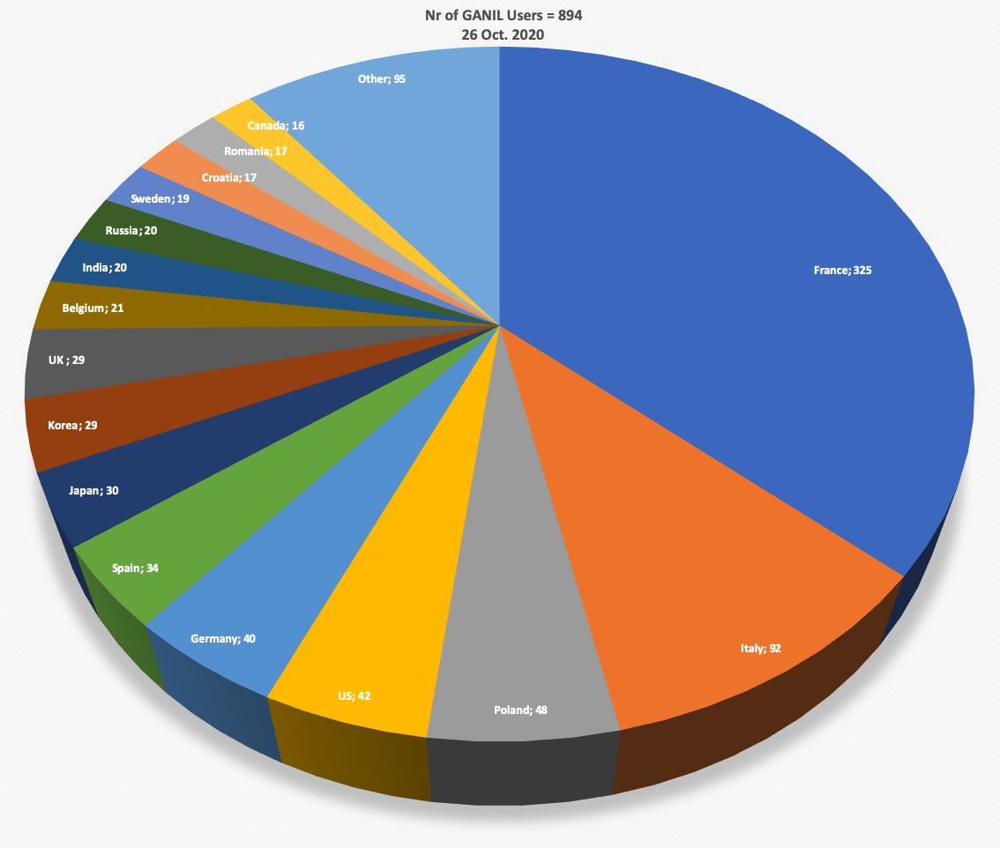 Nr of GANIL Users = 894
26 Oct. 2020
Other; 95
Canada; 16
Romania; 17
Croatia; 17
Sweden; 19
Russia; 20
India; 20
France; 325
Belgium; 21
UK ; 29
Korea; 29
Japan; 30
Spain; 34
Germany; 40
Italy; 92
US; 42
Poland; 48